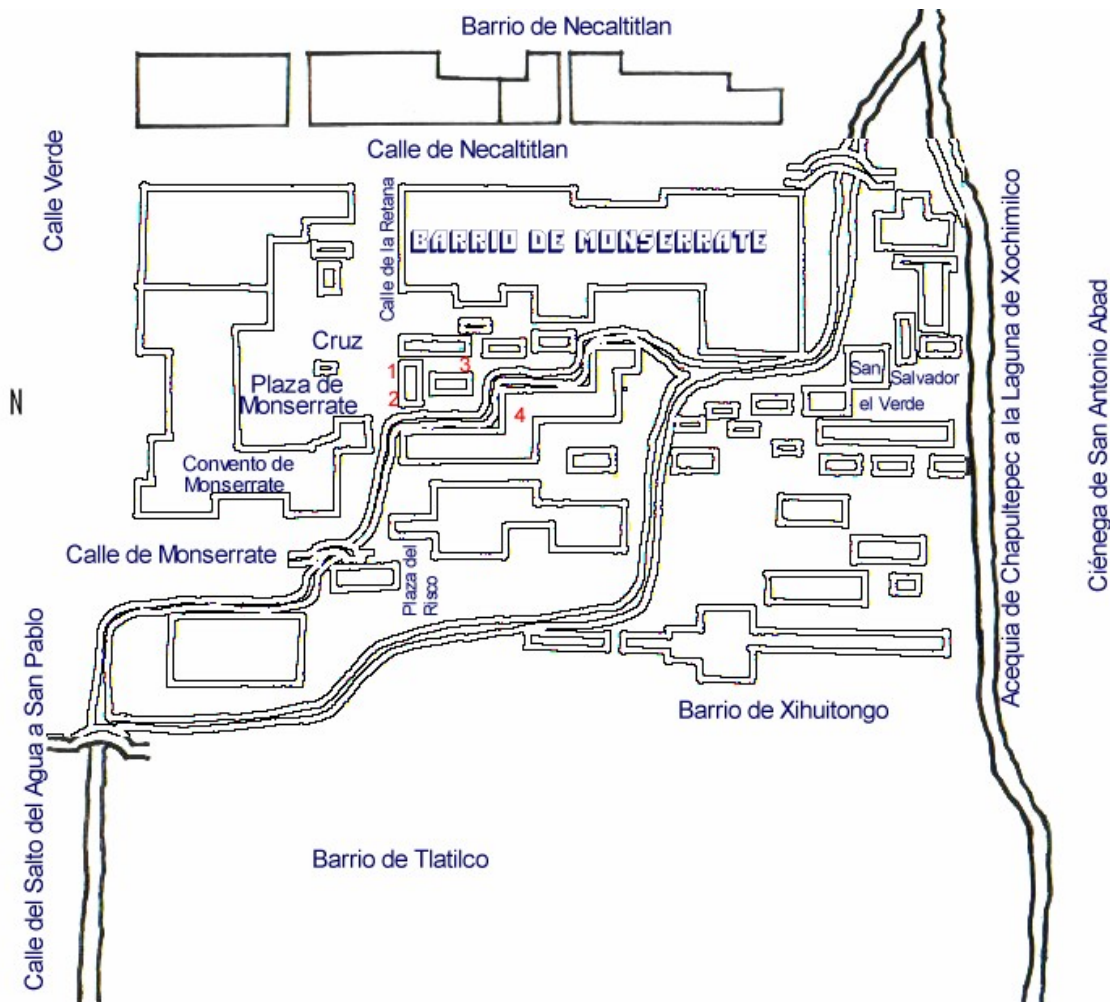 Barrio de Necaltitlan
Calle de Necaltitlan
Calle Verde
Calle de la Retana
BARRIO DE MONSERRATE
Cruz
1
3
Plaza de
Monserrate
2
4
N
San
Salvador
el Verde
Convento de
Monserrate
Calle de Monserrate
Plaza del
Risco
Acequia de Chapultepec a la Laguna de Xochimilco
Ciénega de San Antonio Abad
Calle del Salto del Agua a San Pablo
Barrio de Xihuitongo
Barrio de Tlatilco